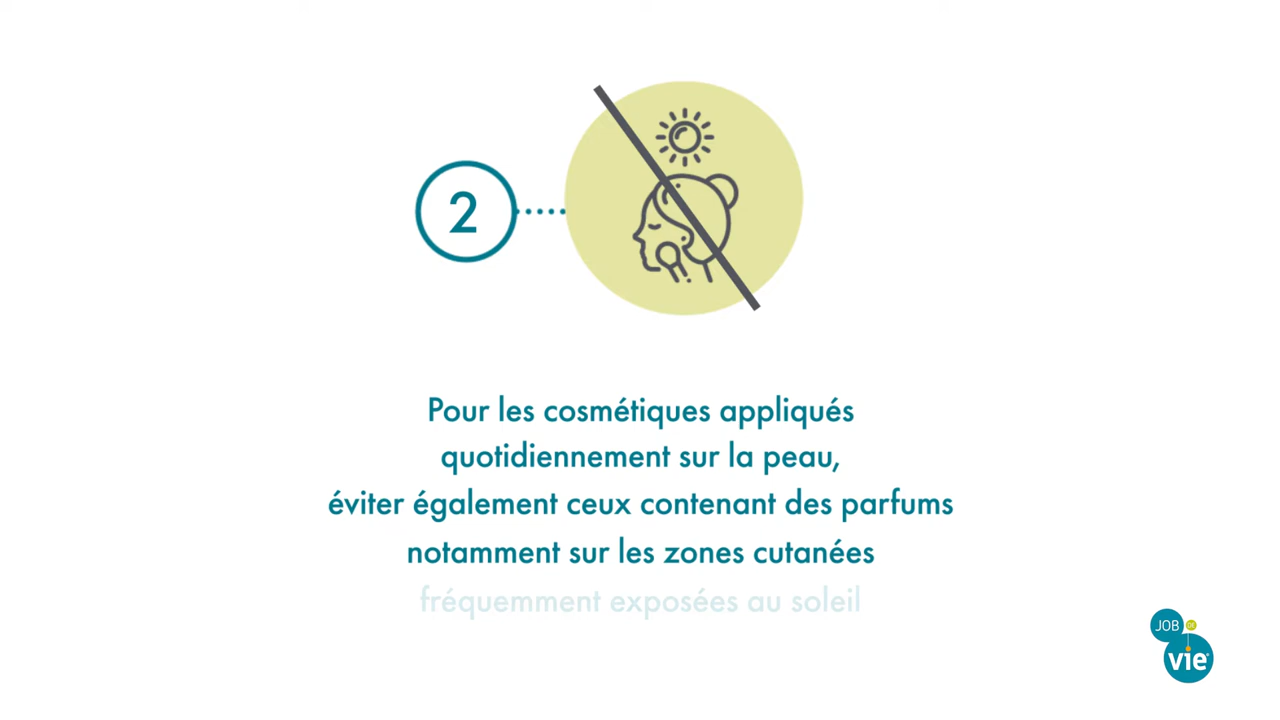 2
Pour les cosmétiques appliqués
quotidiennement sur la peau,
éviter également ceux contenant des parfums
notamment sur les zones cutanées
fréquemment exposées au soleil
JOB DE
vie